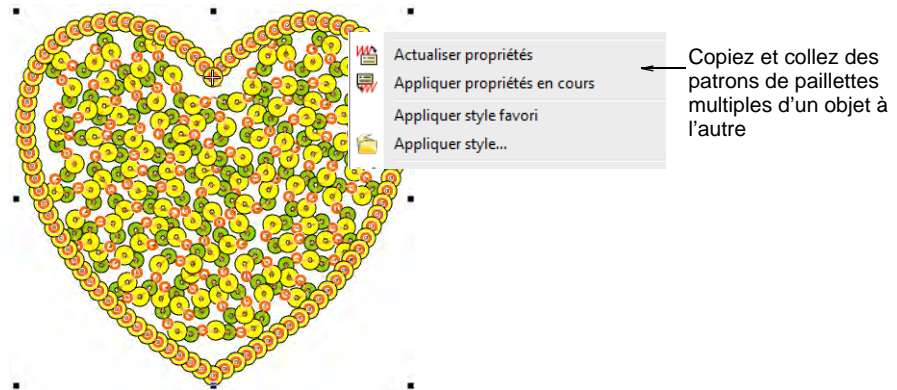 Actualiser propriétés
Appliquer propriétés en cours
Appliquer style favori
Appliquer style...
Copiez et collez des
patrons de paillettes
multiples d'un objet à
l'autre